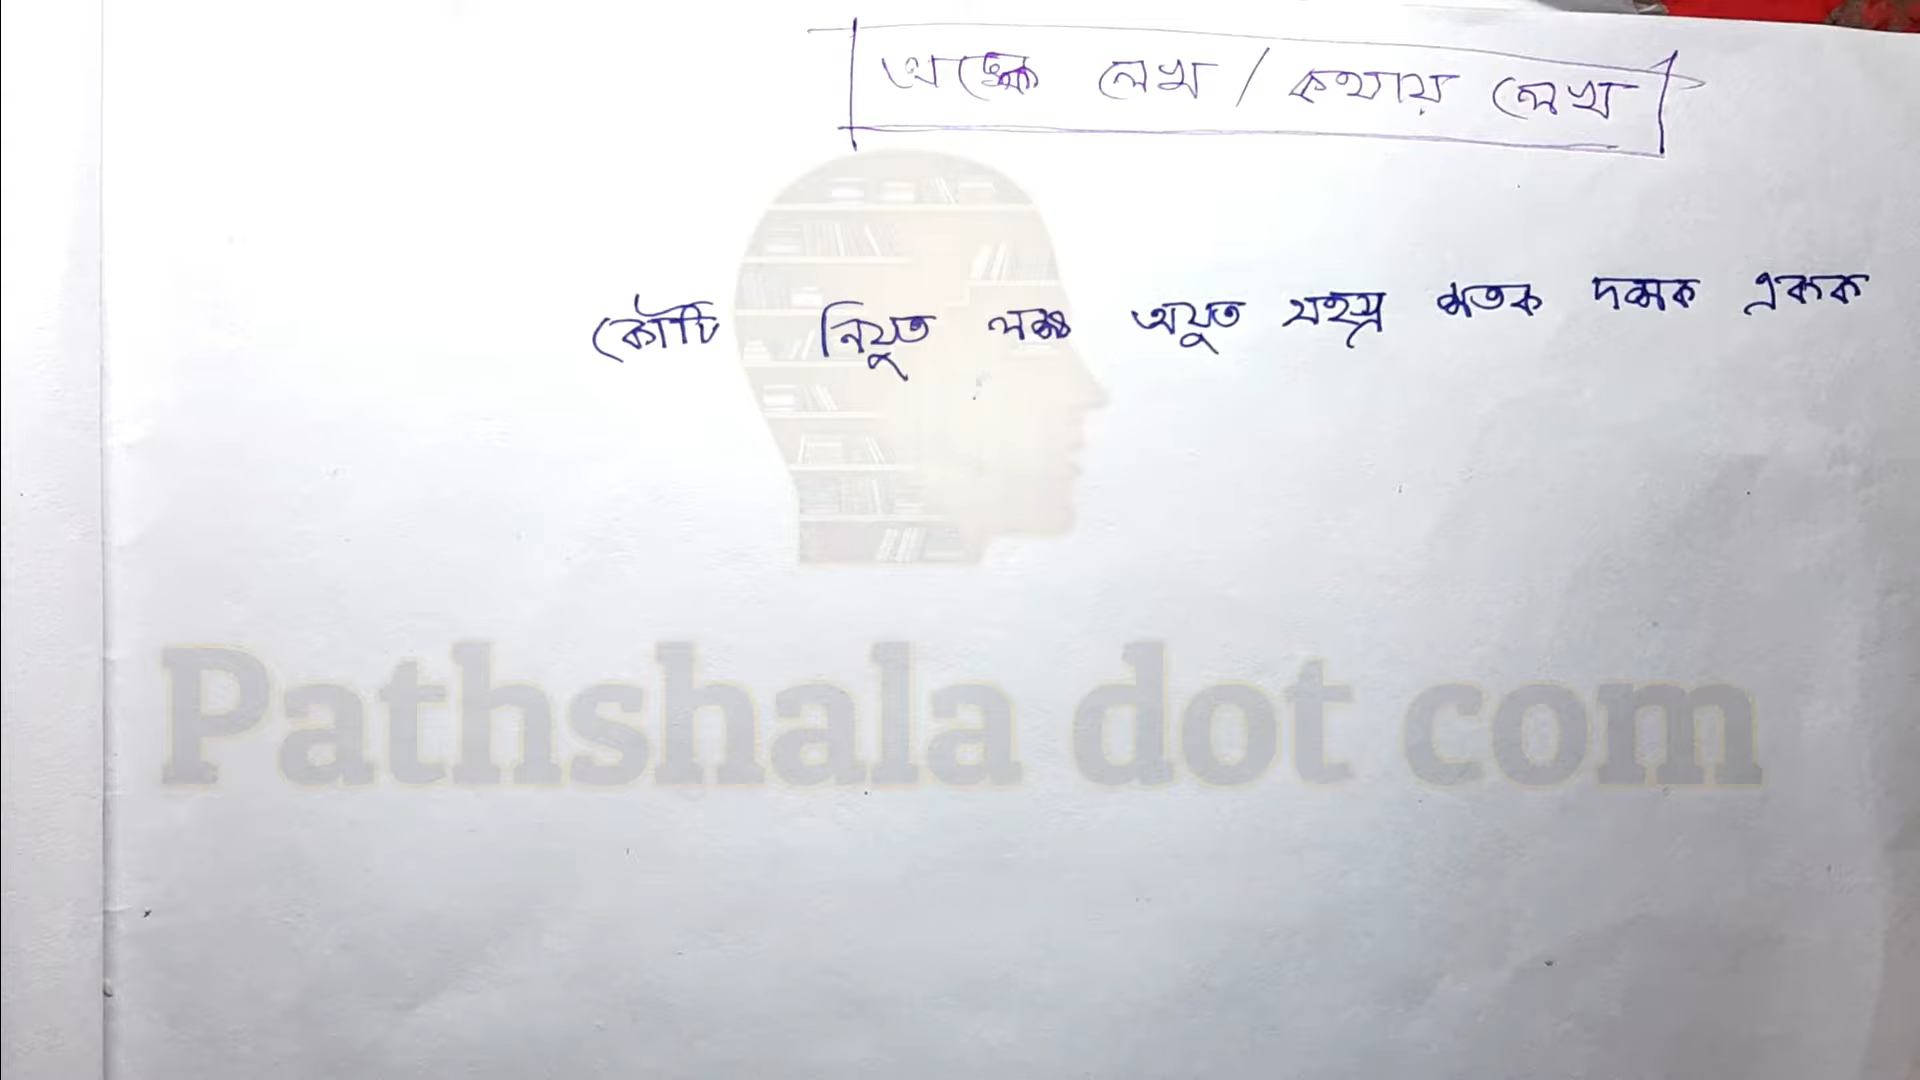 অঙ্কে লেখ / কথায় লেখ
কোটি নিযুত লক্ষ অযুত সহস্র শতক দশক একক
Pathshala dot com